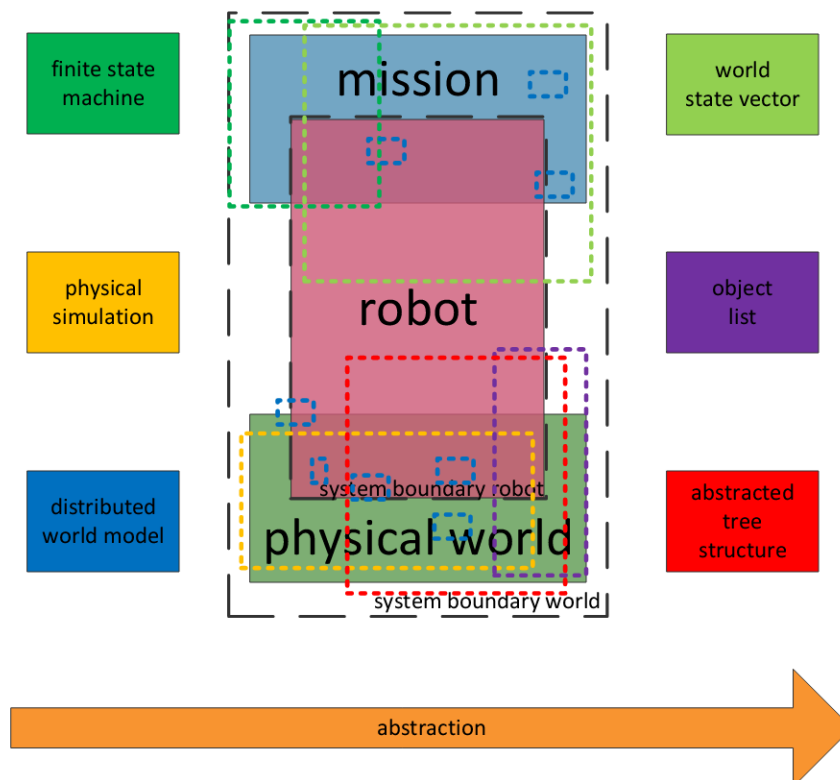 finite state
machine
mission
world
state vector
physical
simulation
robot
object
list
distributed
world model
system boundary robot
physical world
abstracted
tree
structure
system boundary world
abstraction